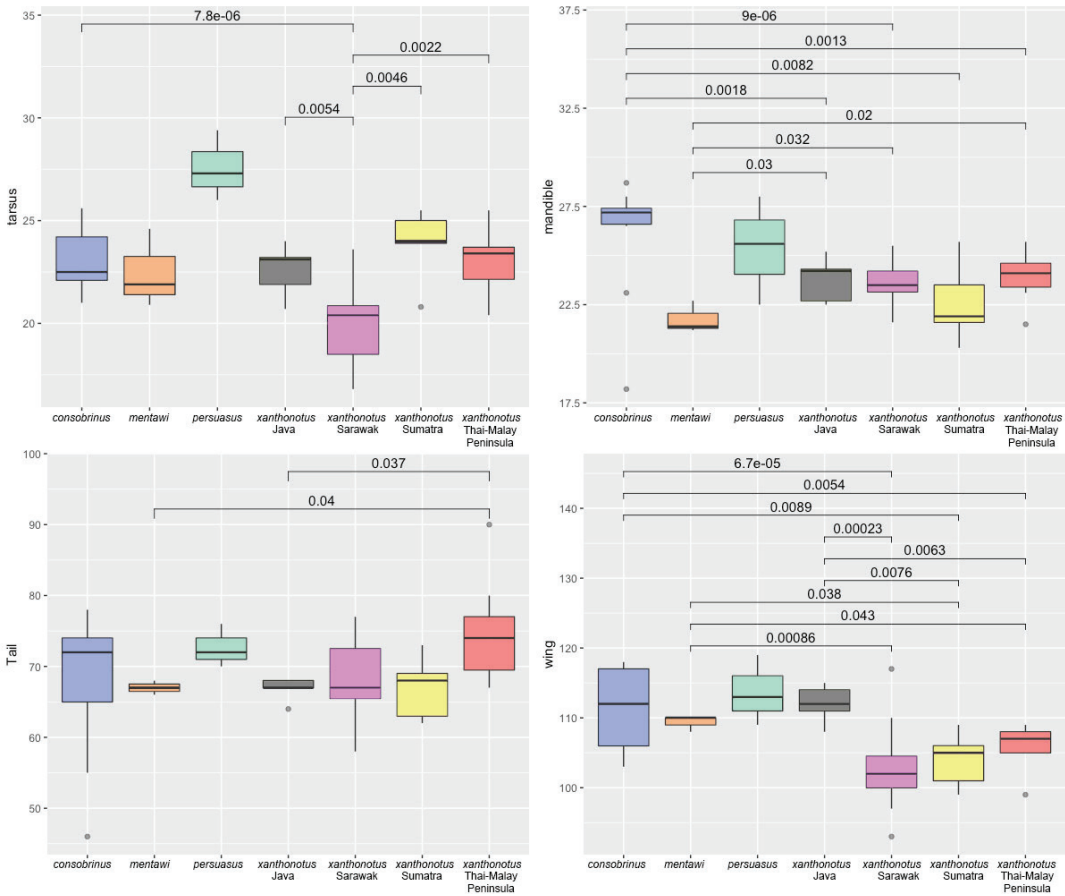 35
30
25
20
tarsus
7.8e-06
0.0022
0.0046
0.0054
consobrinus
mentawi
persuasus
xanthonotus
Java
xanthonotus
Sarawak
xanthonotus
Sumatra
xanthonotus
Thai-Malay
Peninsula
37.5
32.5
27.5
22.5
17.5
mandible
9e-06
0.0013
0.0082
0.0018
0.02
0.032
0.03
consobrinus
mentawi
persuasus
xanthonotus
Java
xanthonotus
Sarawak
xanthonotus
Sumatra
xanthonotus
Thai-Malay
Peninsula
100
90
80
70
60
50
Tail
0.037
0.04
consobrinus
mentawi
persuasus
xanthonotus
Java
xanthonotus
Sarawak
xanthonotus
Sumatra
xanthonotus
Thai-Malay
Peninsula
140
130
120
110
100
wing
6.7e-05
0.0054
0.0089
0.00023
0.0063
0.0076
0.038
0.043
0.00086
consobrinus
mentawi
persuasus
xanthonotus
Java
xanthonotus
Sarawak
xanthonotus
Sumatra
xanthonotus
Thai-Malay
Peninsula